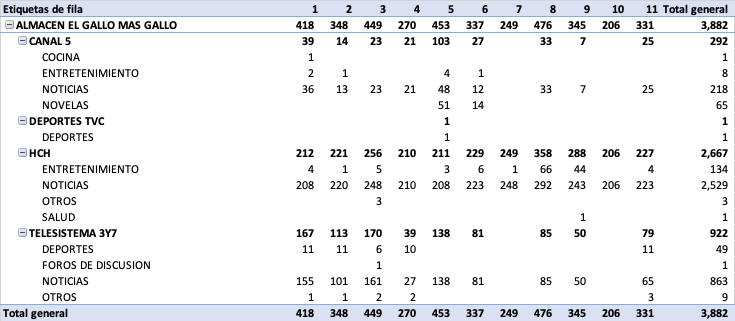 Etiquetas de fila 1 2 3 4 5 6 7 8 9 10 11 Total general
ALMACEN EL GALLO MAS GALLO 418 348 449 270 453 337 249 476 345 206 331 3,882
CANAL 5 39 14 23 21 103 27 33 7 25 292
COCINA 1 1
ENTRETENIMIENTO 2 1 4 1 8
NOTICIAS 36 13 23 21 48 12 33 7 25 218
NOVELAS 51 14 65
DEPORTES TVC 1 1
DEPORTES 1 1
HCH 212 221 256 210 211 229 249 358 288 206 227 2,667
ENTRETENIMIENTO 4 1 5 3 6 1 66 44 4 134
NOTICIAS 208 220 248 210 208 223 248 292 243 206 223 2,529
OTROS 3 3
SALUD 1 1
TELESISTEMA 3Y7 167 113 170 39 138 81 85 50 79 922
DEPORTES 11 11 6 10 11 49
FOROS DE DISCUSION 1 1
NOTICIAS 155 101 161 27 138 81 85 50 65 863
OTROS 1 1 2 2 3 9
Total general 418 348 449 270 453 337 249 476 345 206 331 3,882